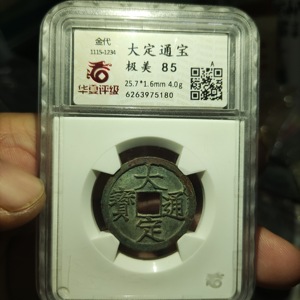 金代
1115-1234
华夏评级
大定通宝
极美 85
25.7*1.6mm 4.0g
6263975180
A
大定通寶